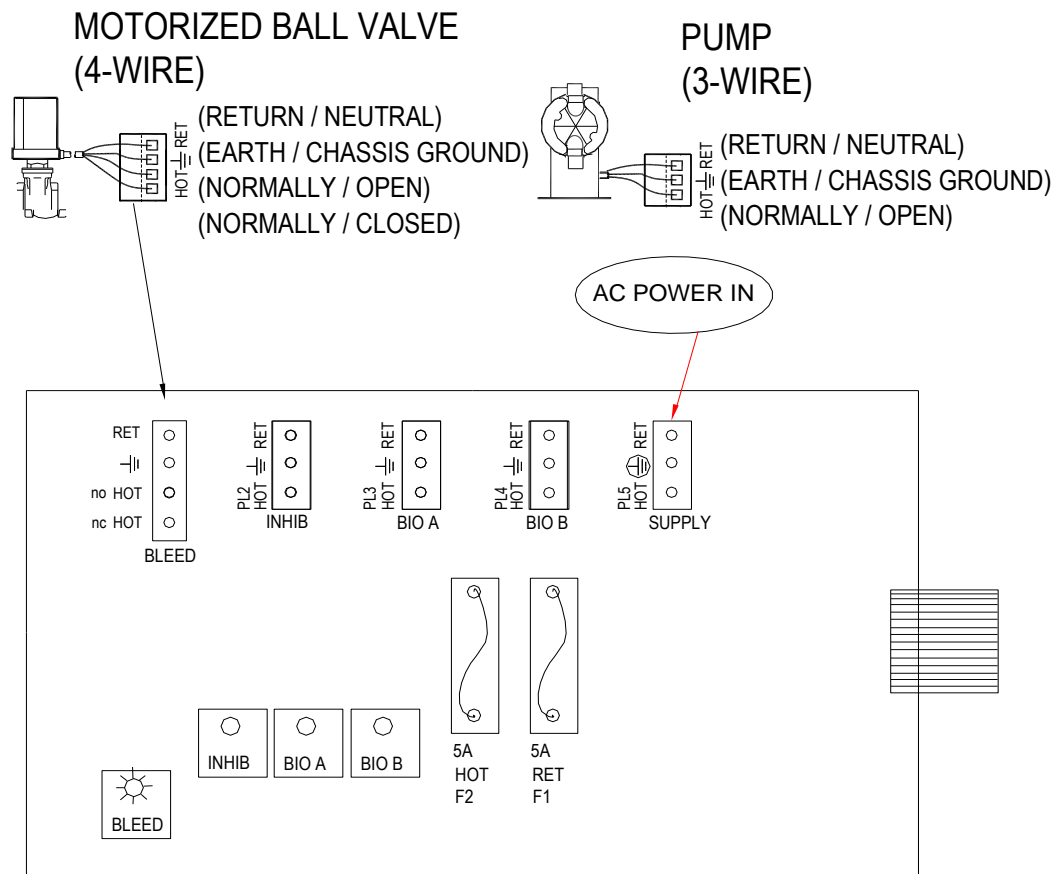 MOTORIZED BALL VALVE
(4-WIRE)
HOT RET
(RETURN / NEUTRAL)
(EARTH / CHASSIS GROUND)
(NORMALLY / OPEN)
(NORMALLY / CLOSED)
PUMP
(3-WIRE)
HOT RET
(RETURN / NEUTRAL)
(EARTH / CHASSIS GROUND)
(NORMALLY / OPEN)
AC POWER IN
RET
no HOT
nc HOT
BLEED
PL2
HOT RET
INHIB
PL3
HOT RET
BIO A
PL4
HOT RET
BIO B
PL5
HOT RET
SUPPLY
5A
HOT
F2
5A
RET
F1
INHIB
BIO A
BIO B
BLEED